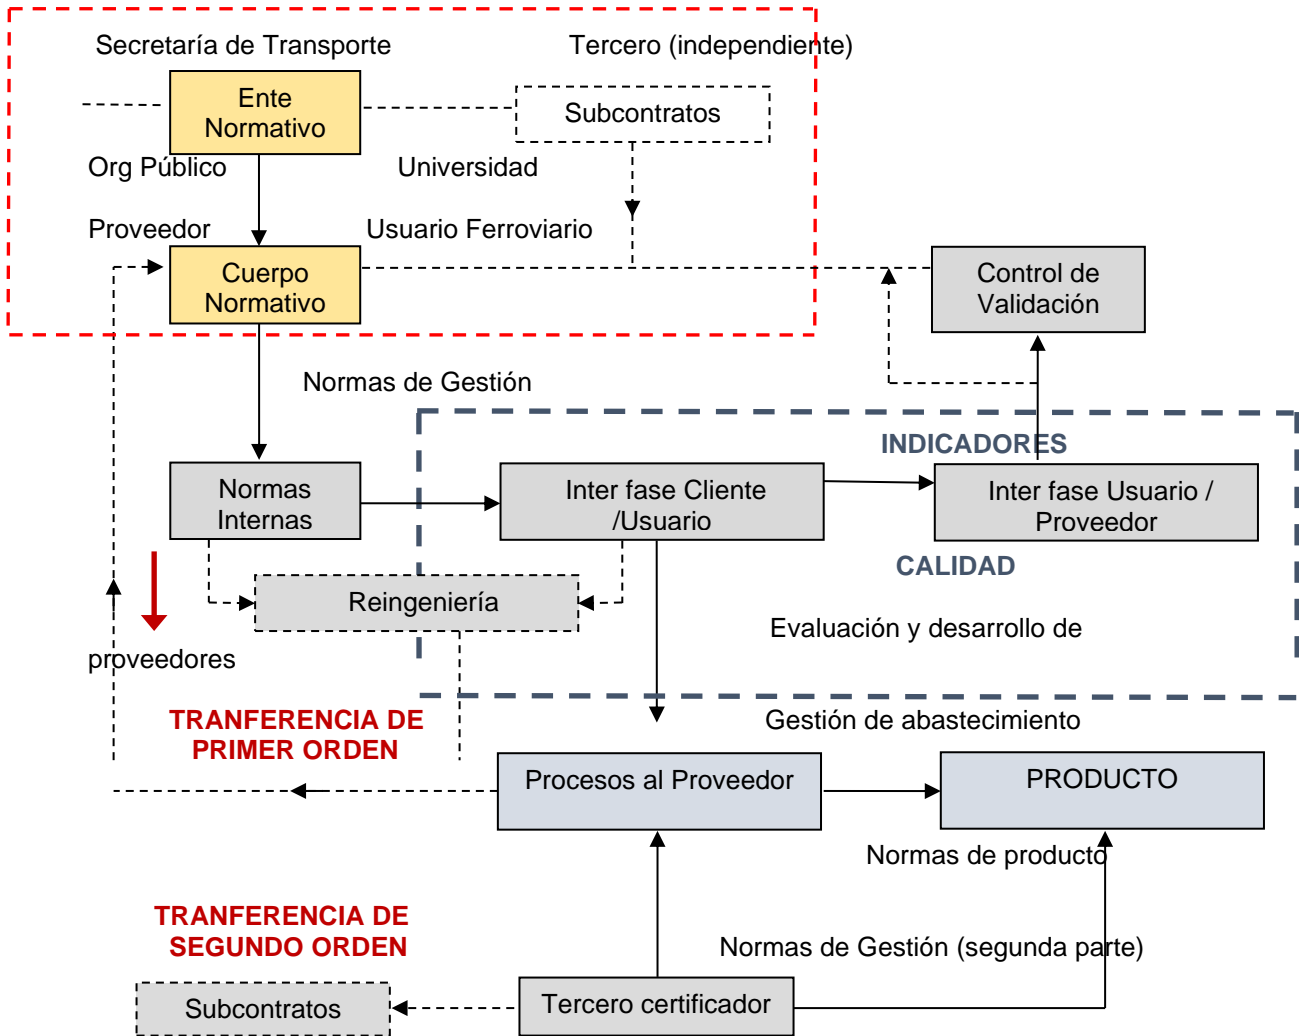 Secretaría de Transporte
Tercero (independiente)
Ente
Normativo
Subcontratos
Org Público
Universidad
Proveedor
Usuario Ferroviario
Cuerpo
Normativo
Control de
Validación
Normas de Gestión
INDICADORES
Normas
Internas
Inter fase Cliente
/Usuario
Inter fase Usuario /
Proveedor
CALIDAD
Reingeniería
Evaluación y desarrollo de
proveedores
TRANFERENCIA DE
PRIMER ORDEN
Gestión de abastecimiento
Procesos al Proveedor
PRODUCTO
Normas de producto
TRANFERENCIA DE
SEGUNDO ORDEN
Normas de Gestión (segunda parte)
Subcontratos
Tercero certificador